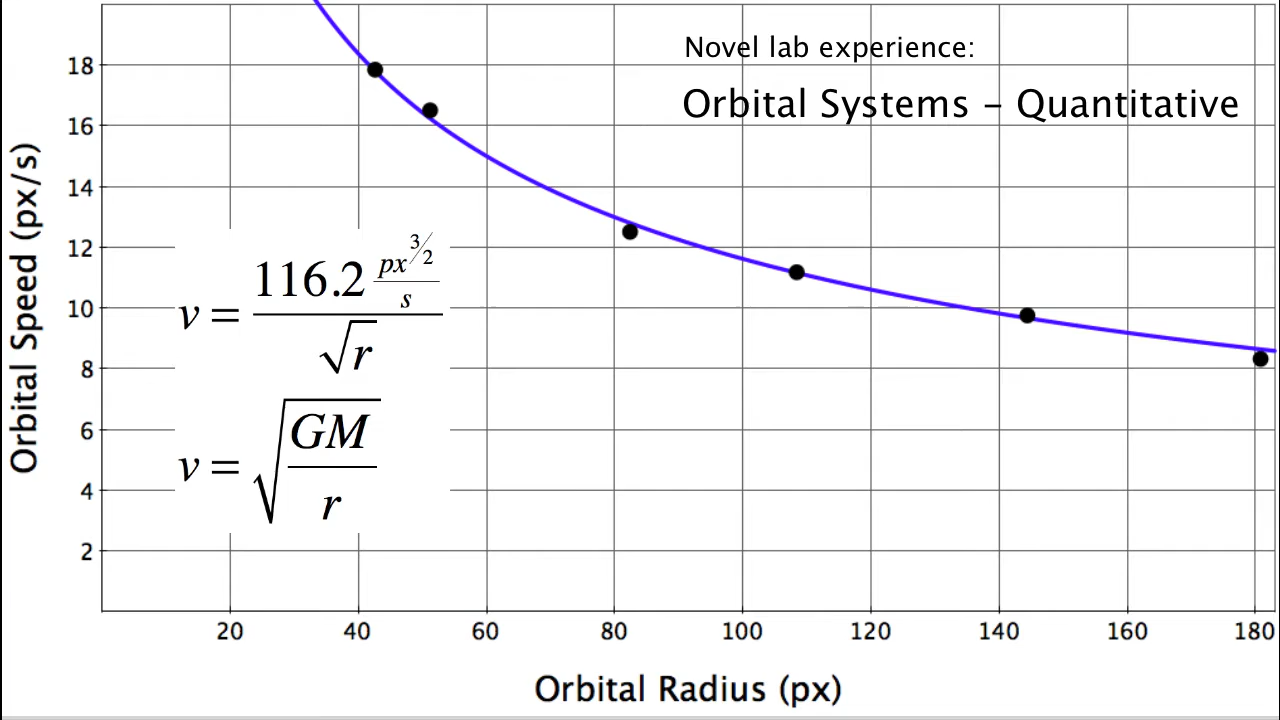 Novel lab experience:
Orbital Systems – Quantitative
Orbital Speed (px/s)
18
16
14
12
10
8
6
4
2
v = 116.2 px^3/2/s / √r
v = √GM/r
20 40 60 80 100 120 140 160 180
Orbital Radius (px)